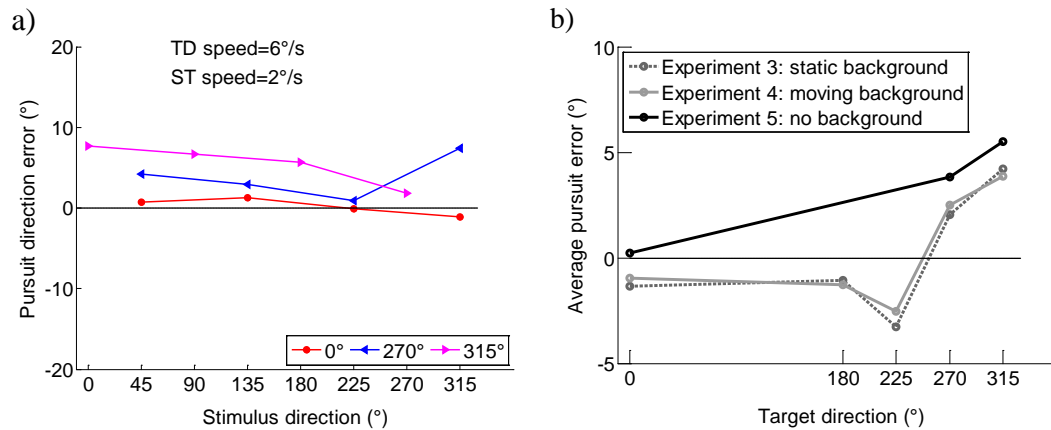 a)
TD speed=6°/s
ST speed=2°/s
Pursuit direction error (°)
20
10
0
-10
-20
0° 270° 315°
0 45 90 135 180 225 270 315
Stimulus direction (°)
b)
Experiment 3: static background
Experiment 4: moving background
Experiment 5: no background
Average pursuit error (°)
10
5
0
-5
0 180 225 270 315
Target direction (°)